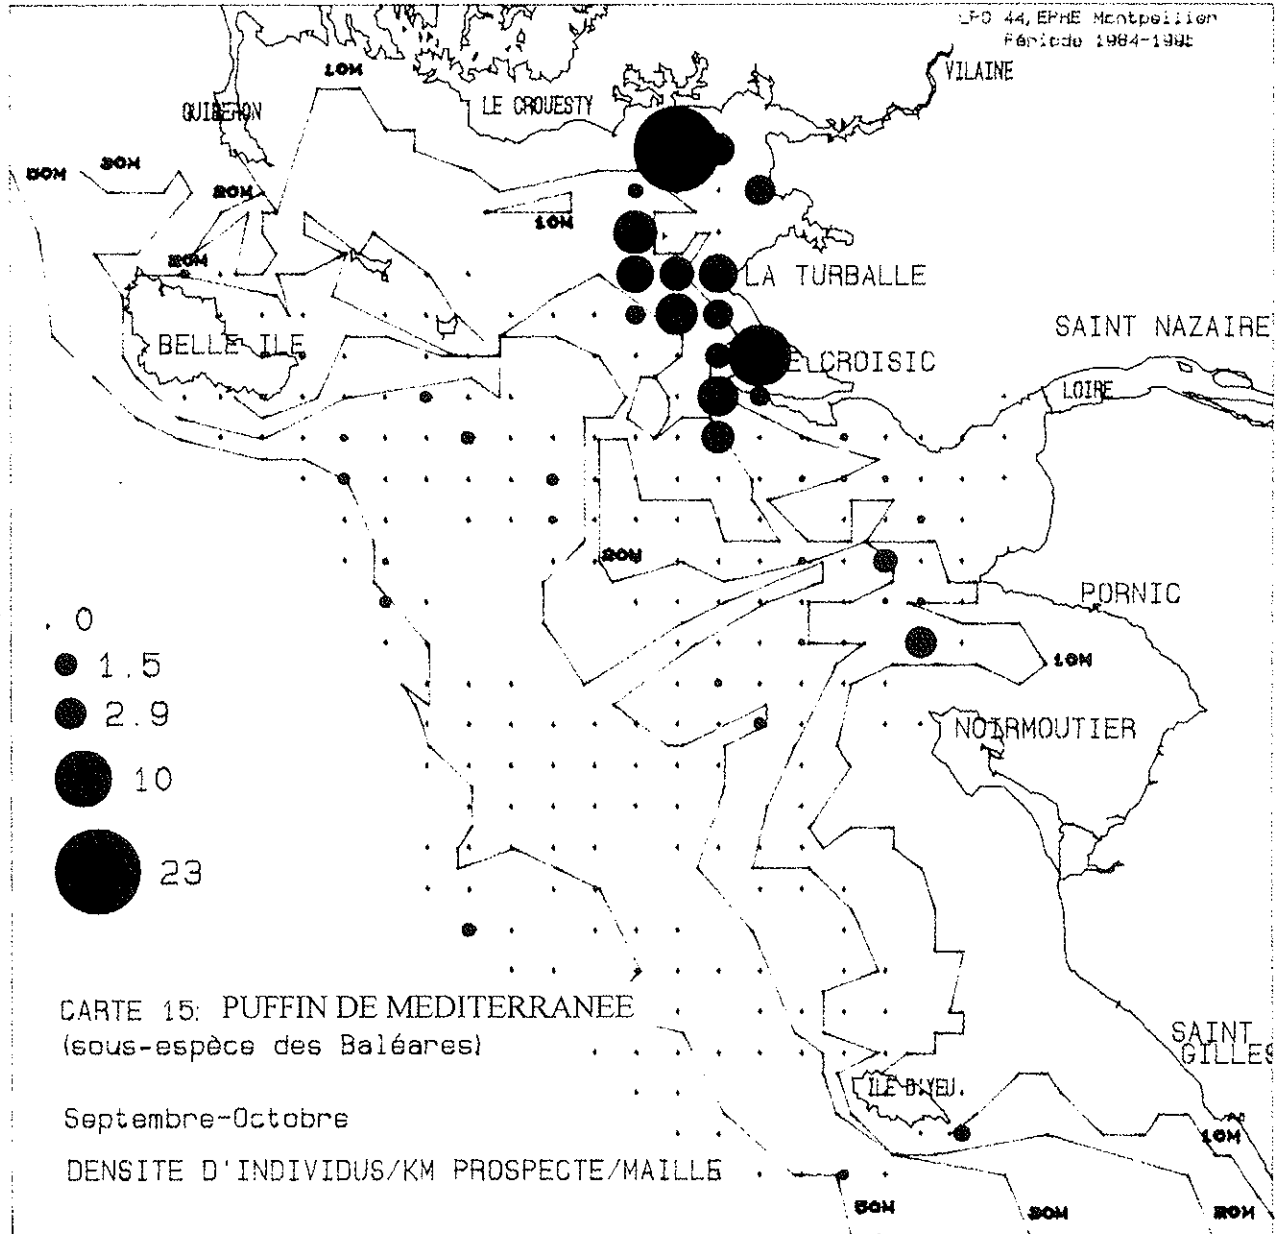 LPO 44, EPHE Montpellier
Période 1984-1995
VILAINE
10M
QUIBERON
LE CROUESTY
50M
30M
20M
10M
20M
LA TURBALLE
SAINT NAZAIRE
BELLE ILE
LE CROISIC
LOIRE
20M
PORNIC
10M
NOIRMOUTIER
0
1.5
2.9
10
23
CARTE 15: PUFFIN DE MEDITERRANEE
(sous-espèce des Baléares)
Septembre-Octobre
DENSITE D'INDIVIDUS/KM PROSPECTE/MAILLE
SAINT
GILLES
ILE D'YEU.
10M
50M
30M
20M